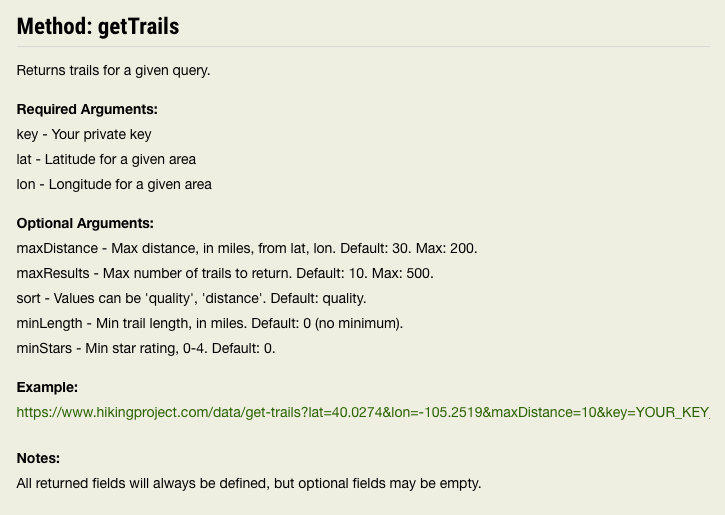 Method: getTrails
Returns trails for a given query.
Required Arguments:
key - Your private key
lat - Latitude for a given area
lon - Longitude for a given area
Optional Arguments:
maxDistance - Max distance, in miles, from lat, lon. Default: 30. Max: 200.
maxResults - Max number of trails to return. Default: 10. Max: 500.
sort - Values can be 'quality', 'distance'. Default: quality.
minLength - Min trail length, in miles. Default: 0 (no minimum).
minStars - Min star rating, 0-4. Default: 0.
Example:
https://www.hikingproject.com/data/get-trails?lat=40.0274&lon=-105.2519&maxDistance=10&key=YOUR_KEY_
Notes:
All returned fields will always be defined, but optional fields may be empty.